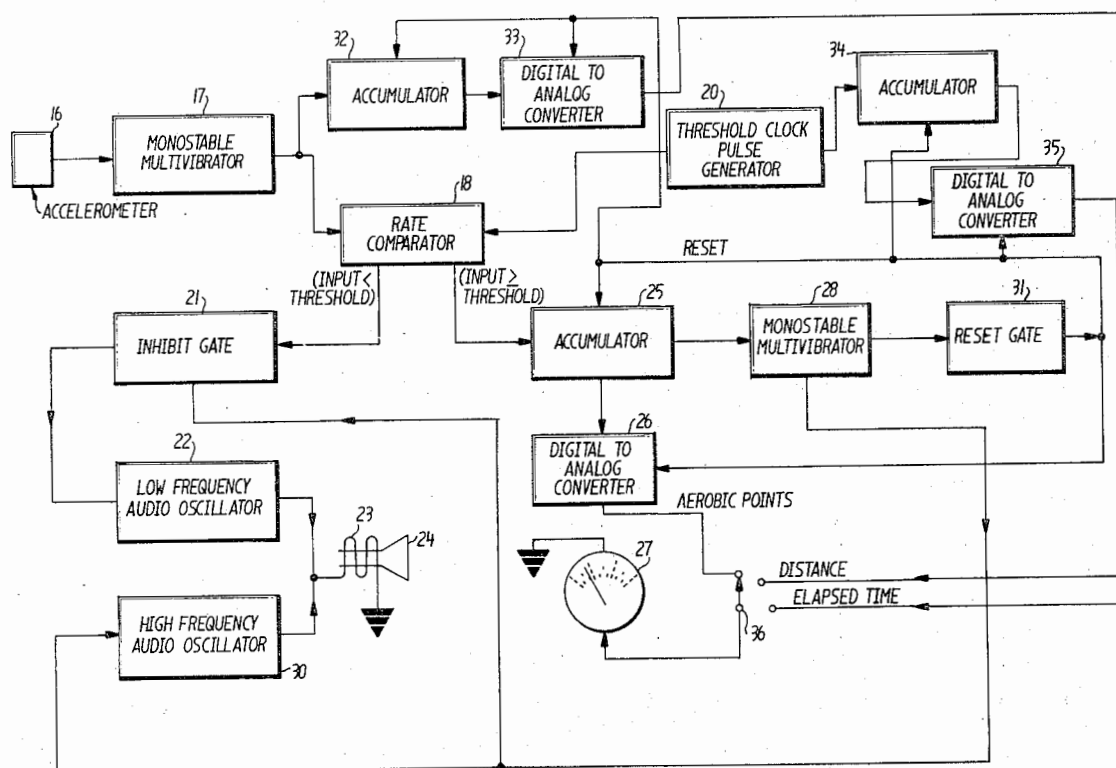 32
33
34
ACCUMULATOR
DIGITAL TO
ANALOG
CONVERTER
20
THRESHOLD CLOCK
PULSE
GENERATOR
ACCUMULATOR
16
17
MONOSTABLE
MULTIVIBRATOR
ACCELEROMETER
18
RATE
COMPARATOR
35
DIGITAL TO
ANALOG
CONVERTER
RESET
(INPUT <
THRESHOLD)
(INPUT ≥
THRESHOLD)
21
INHIBIT GATE
25
ACCUMULATOR
28
MONOSTABLE
MULTIVIBRATOR
31
RESET GATE
22
LOW FREQUENCY
AUDIO OSCILLATOR
23
24
26
DIGITAL TO
ANALOG
CONVERTER
AEROBIC POINTS
27
DISTANCE
ELAPSED TIME
36
HIGH FREQUENCY
AUDIO OSCILLATOR
30